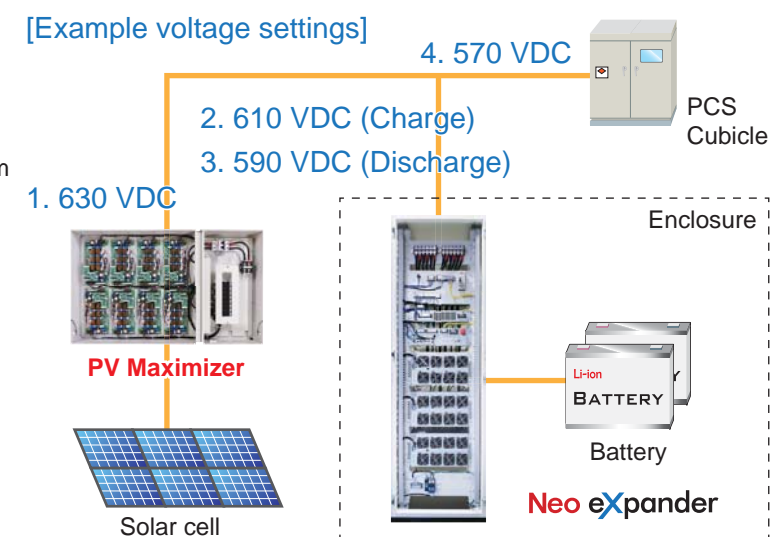 [Example voltage settings]
4. 570 VDC
PCS
Cubicle
2. 610 VDC (Charge)
3. 590 VDC (Discharge)
1. 630 VDC
Enclosure
PV Maximizer
Li-ion
BATTERY
Battery
Neo eXpander
Solar cell